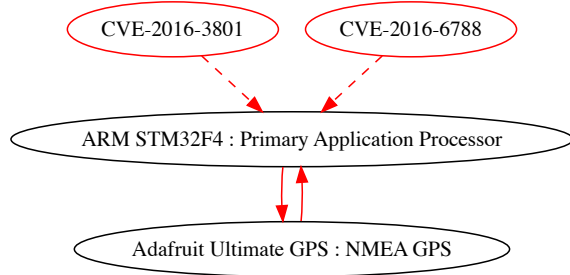 CVE-2016-3801
CVE-2016-6788
ARM STM32F4 : Primary Application Processor
Adafruit Ultimate GPS : NMEA GPS